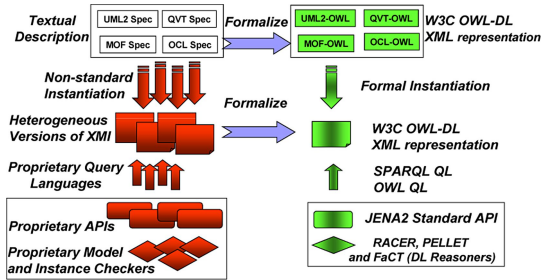 Textual
Description
UML2 Spec
QVT Spec
MOF Spec
OCL Spec
Formalize
UML2-OWL
QVT-OWL
MOF-OWL
OCL-OWL
W3C OWL-DL
XML representation
Non-standard
Instantiation
Formal Instantiation
Heterogeneous
Versions of XMI
Formalize
W3C OWL-DL
XML representation
Proprietary Query
Languages
SPARQL QL
OWL QL
Proprietary APIs
JENA2 Standard API
Proprietary Model
and Instance Checkers
RACER, PELLET
and FaCT (DL Reasoners)